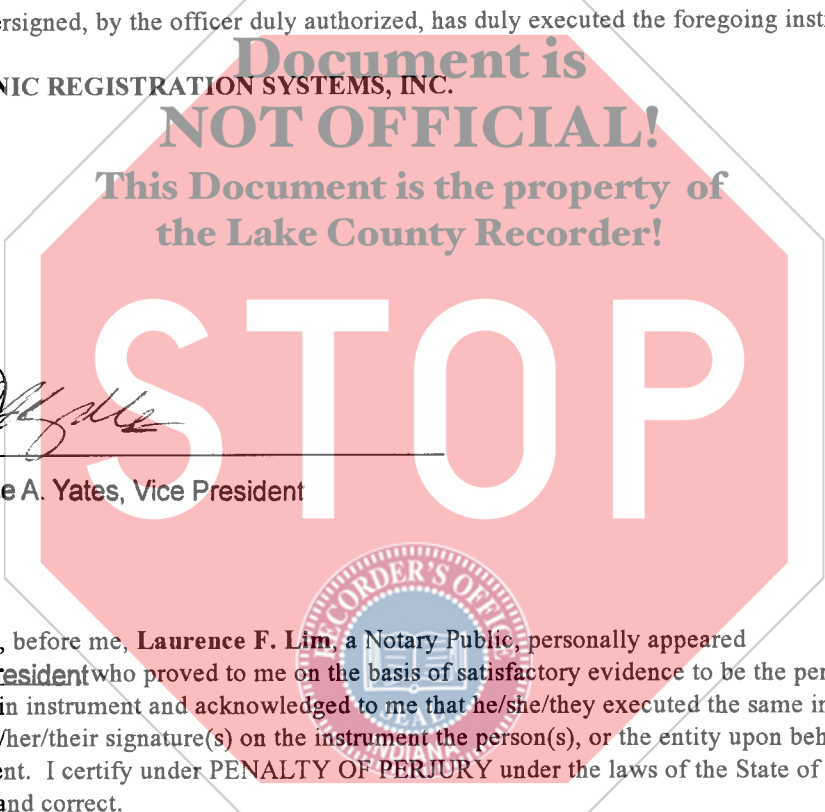 ersigned, by the officer duly authorized, has duly executed the foregoing inst
Document is
NIC REGISTRATION SYSTEMS, INC.
NOT OFFICIAL!
This Document is the property of
the Lake County Recorder!
STOP
e A. Yates, Vice President
RECORDER'S OFFICE
, before me, Laurence F. Lim, a Notary Public, personally appeared
esident who proved to me on the basis of satisfactory evidence to be the per
in instrument and acknowledged to me that he/she/they executed the same in
/her/their signature(s) on the instrument the person(s), or the entity upon beh
SEAL
INDIANA
nt. I certify under PENALTY OF PERJURY under the laws of the State of
and correct.